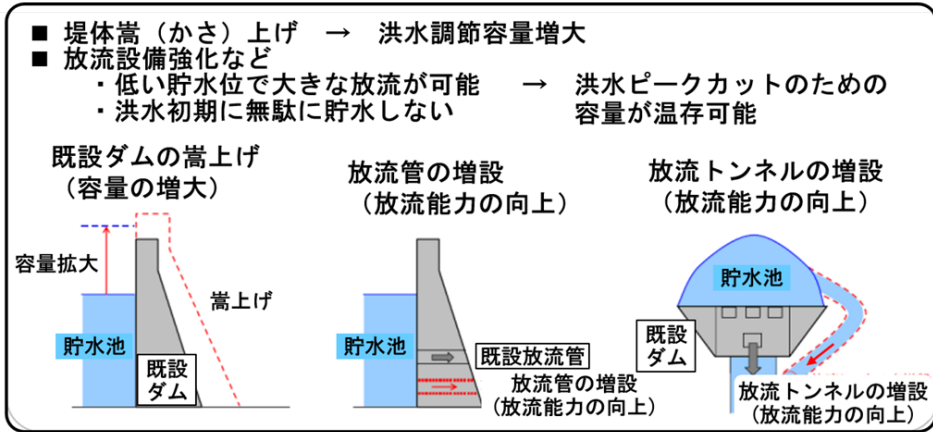 ■ 堤体嵩（かさ）上げ → 洪水調節容量増大
■ 放流設備強化など
・低い貯水位で大きな放流が可能 → 洪水ピークカットのための
・洪水初期に無駄に貯水しない 容量が温存可能
既設ダムの嵩上げ
（容量の増大）
容量拡大
嵩上げ
貯水池
既設
ダム
放流管の増設
（放流能力の向上）
貯水池
既設放流管
放流管の増設
（放流能力の向上）
放流トンネルの増設
（放流能力の向上）
貯水池
既設
ダム
放流トンネルの増設
（放流能力の向上）